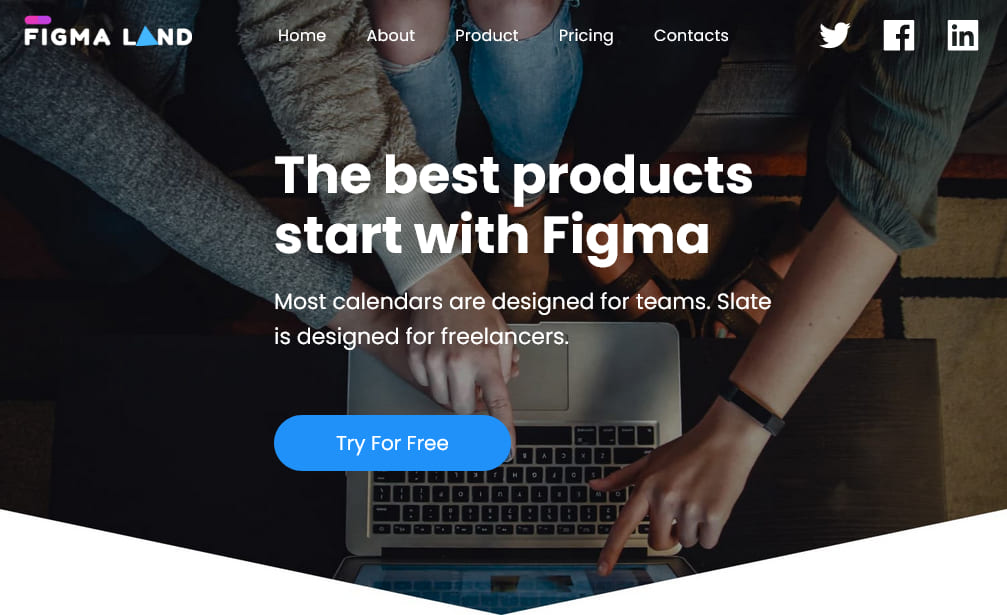 FIGMA LAND
Home
About
Product
Pricing
Contacts
The best products
start with Figma
Most calendars are designed for teams. Slate
is designed for freelancers.
Try For Free